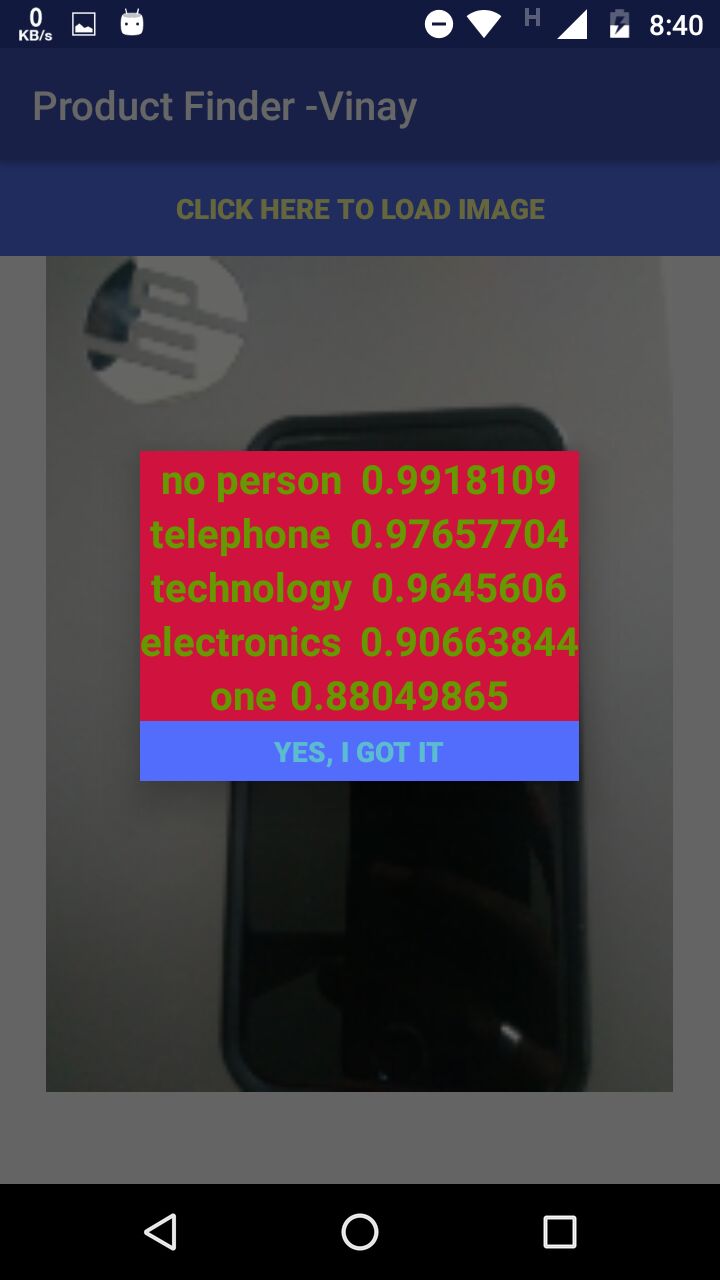 0
KB/s
H
8:40
Product Finder -Vinay
CLICK HERE TO LOAD IMAGE
hp
no person 0.9918109
telephone 0.97657704
technology 0.9645606
electronics 0.90663844
one 0.88049865
YES, I GOT IT